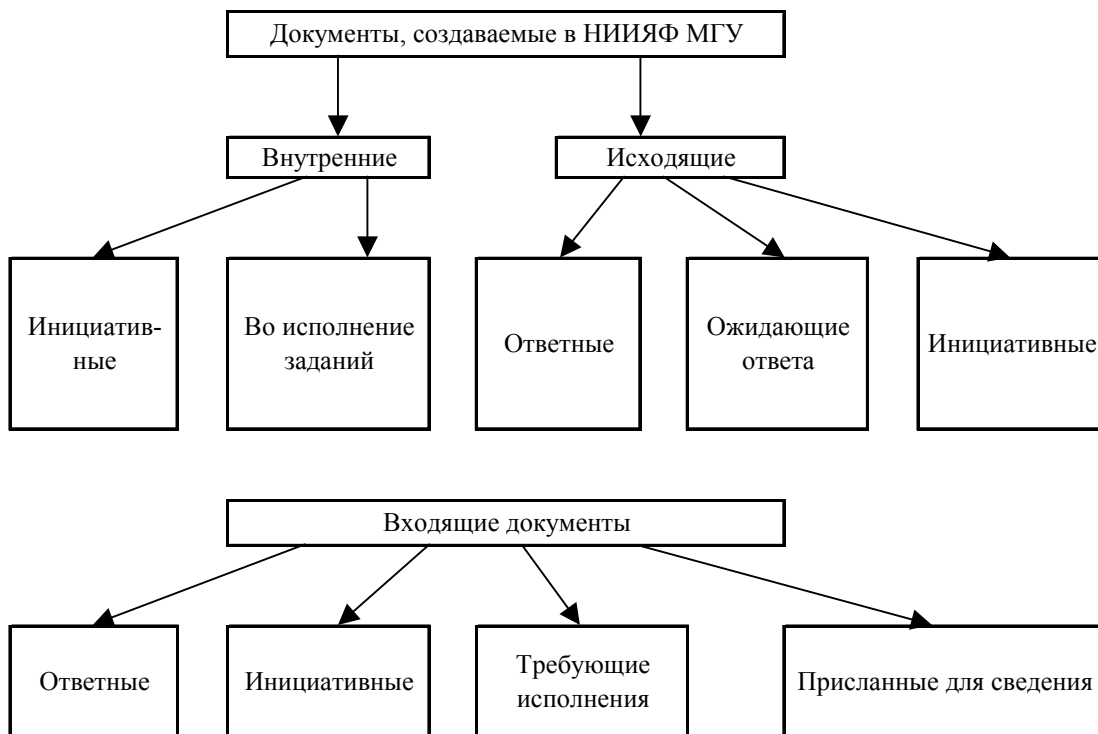 Документы, создаваемые в НИИЯФ МГУ
Внутренние
Исходящие
Инициатив-
ные
Во исполнение
заданий
Ответные
Ожидающие
ответа
Инициативные
Входящие документы
Ответные
Инициативные
Требующие
исполнения
Присланные для сведения